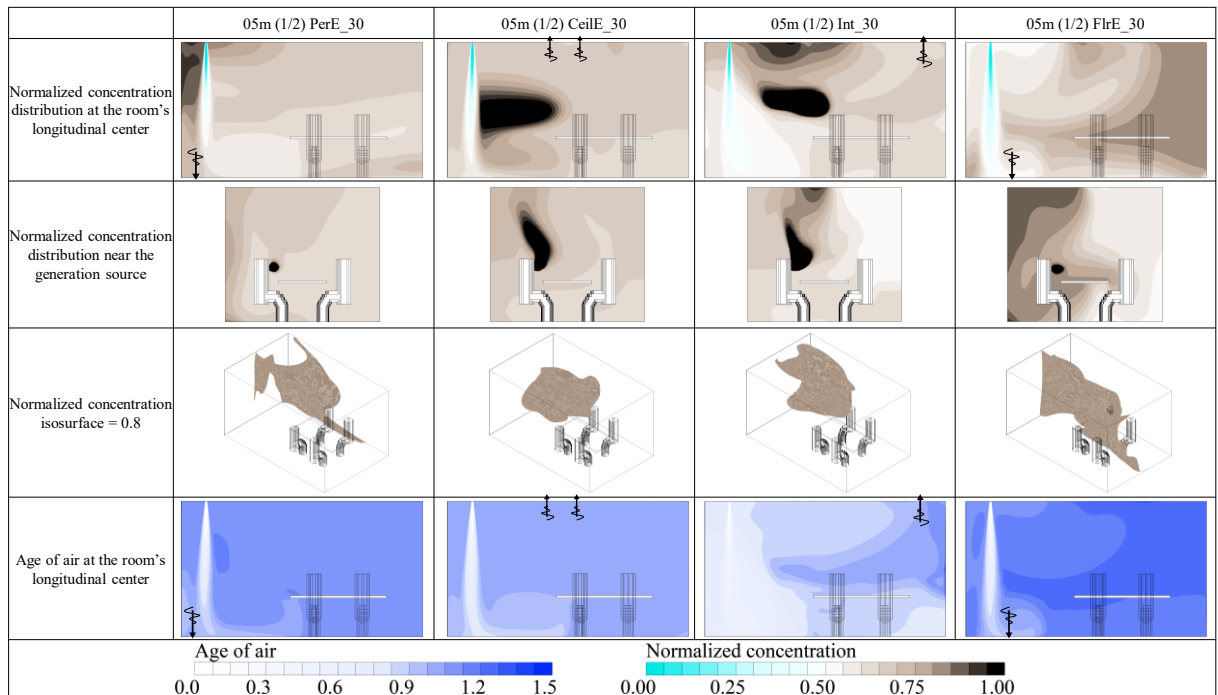 05m (1/2) PerE_30
05m (1/2) CeilE_30
05m (1/2) Int_30
05m (1/2) FlrE_30
Normalized concentration
distribution at the room's
longitudinal center
Normalized concentration
distribution near the
generation source
Normalized concentration
isosurface = 0.8
Age of air at the room's
longitudinal center
Age of air
0.0 0.3 0.6 0.9 1.2 1.5
Normalized concentration
0.00 0.25 0.50 0.75 1.00